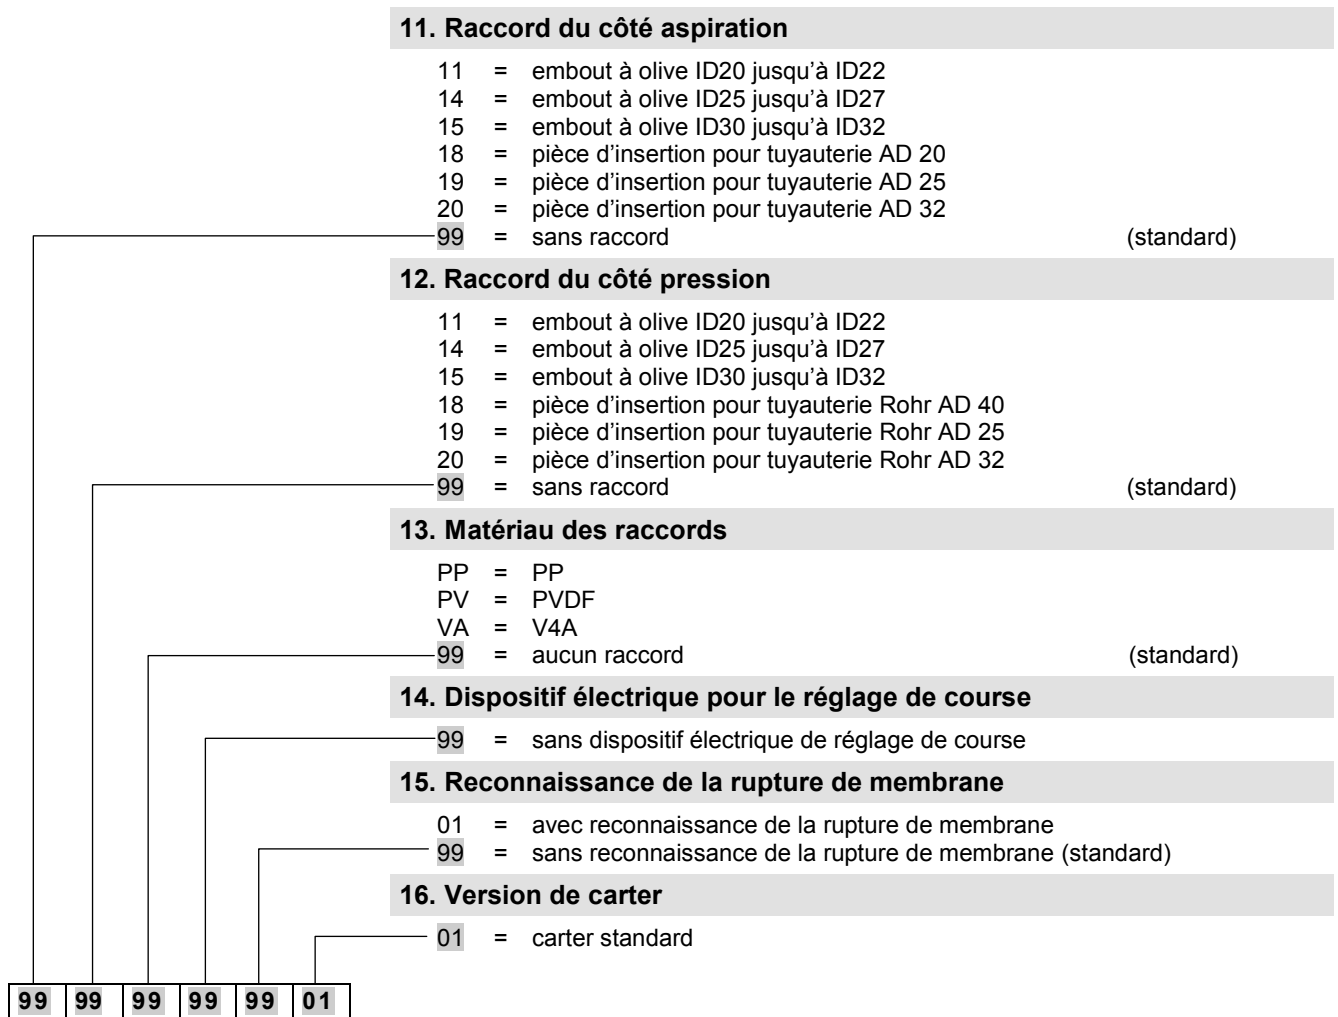 11. Raccord du côté aspiration
11 = embout à olive ID20 jusqu'à ID22
14 = embout à olive ID25 jusqu'à ID27
15 = embout à olive ID30 jusqu'à ID32
18 = pièce d'insertion pour tuyauterie AD 20
19 = pièce d'insertion pour tuyauterie AD 25
20 = pièce d'insertion pour tuyauterie AD 32
99 = sans raccord (standard)
12. Raccord du côté pression
11 = embout à olive ID20 jusqu'à ID22
14 = embout à olive ID25 jusqu'à ID27
15 = embout à olive ID30 jusqu'à ID32
18 = pièce d'insertion pour tuyauterie Rohr AD 40
19 = pièce d'insertion pour tuyauterie Rohr AD 25
20 = pièce d'insertion pour tuyauterie Rohr AD 32
99 = sans raccord (standard)
13. Matériau des raccords
PP = PP
PV = PVDF
VA = V4A
99 = aucun raccord (standard)
14. Dispositif électrique pour le réglage de course
99 = sans dispositif électrique de réglage de course
15. Reconnaissance de la rupture de membrane
01 = avec reconnaissance de la rupture de membrane
99 = sans reconnaissance de la rupture de membrane (standard)
16. Version de carter
01 = carter standard
99 99 99 99 99 01